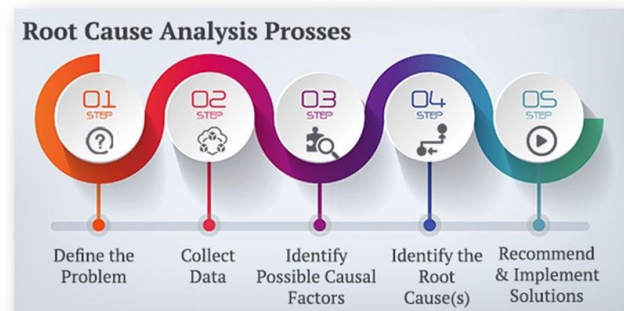 Root Cause Analysis Prosses
01
STEP
02
STEP
03
STEP
04
STEP
05
STEP
Define the
Problem
Collect
Data
Identify
Possible Causal
Factors
Identify the
Root
Cause(s)
Recommend
& Implement
Solutions